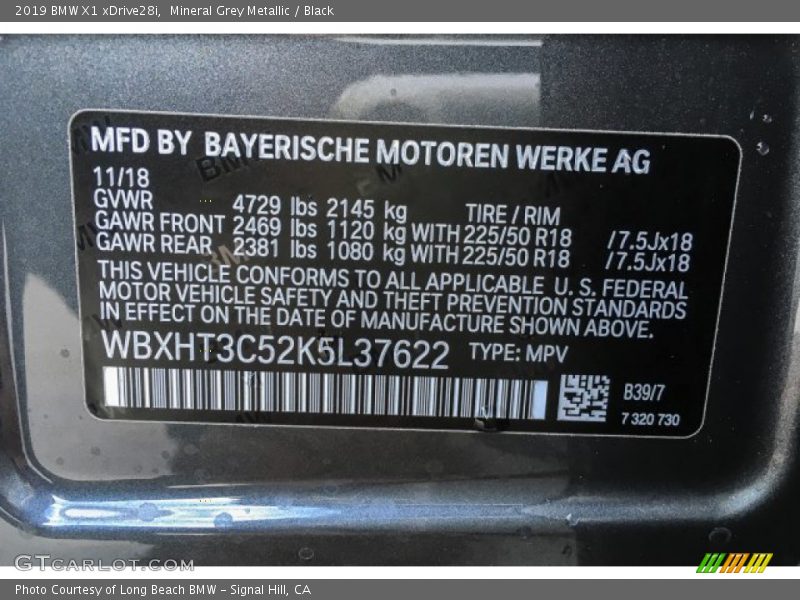 2019 BMW X1 xDrive28i,  Mineral Grey Metallic / Black
MFD BY BAYERISCHE MOTOREN WERKE AG
11/18
GVWR 4729 lbs 2145 kg TIRE / RIM
GAWR FRONT 2469 lbs 1120 kg WITH 225/50 R18 /7.5Jx18
GAWR REAR 2381 lbs 1080 kg WITH 225/50 R18 /7.5Jx18
THIS VEHICLE CONFORMS TO ALL APPLICABLE U. S. FEDERAL
MOTOR VEHICLE SAFETY AND THEFT PREVENTION STANDARDS
IN EFFECT ON THE DATE OF MANUFACTURE SHOWN ABOVE.
WBXHT3C52K5L37622 TYPE: MPV
B39/7
7 320 730
GTCARLOT.COM
Photo Courtesy of Long Beach BMW - Signal Hill, CA